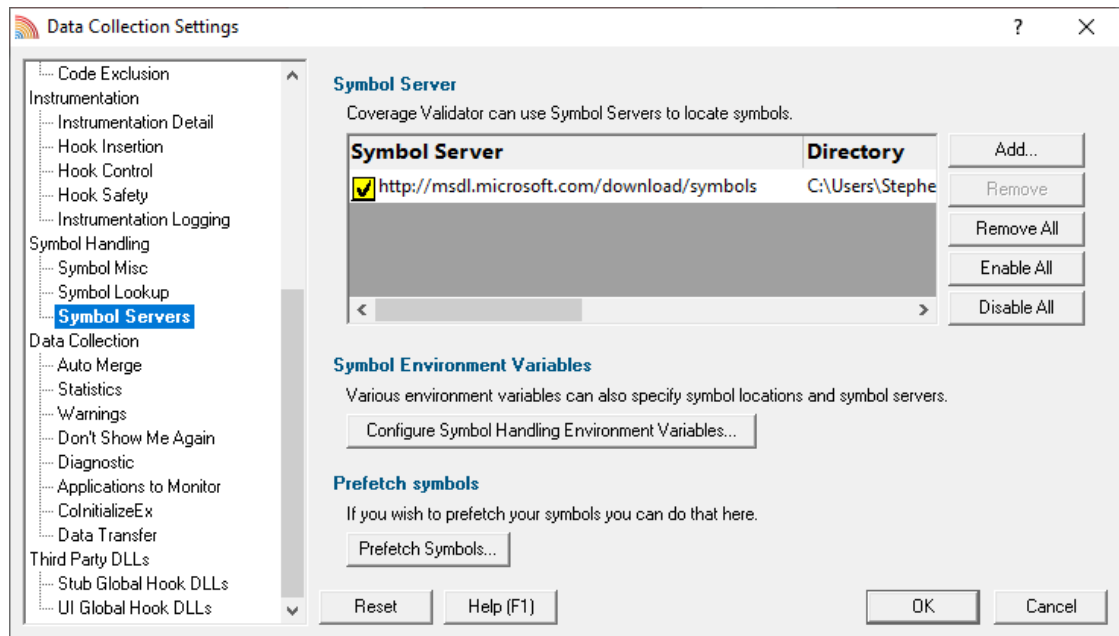 Data Collection Settings
?
Code Exclusion
Instrumentation
Instrumentation Detail
Hook Insertion
Hook Control
Hook Safety
Instrumentation Logging
Symbol Handling
Symbol Misc
Symbol Lookup
Symbol Servers
Data Collection
Auto Merge
Statistics
Warnings
Don't Show Me Again
Diagnostic
Applications to Monitor
CoInitializeEx
Data Transfer
Third Party DLLs
Stub Global Hook DLLs
UI Global Hook DLLs
Symbol Server
Coverage Validator can use Symbol Servers to locate symbols.
Symbol Server Directory
http://msdl.microsoft.com/download/symbols C:\Users\Stephe
Add...
Remove
Remove All
Enable All
Disable All
Symbol Environment Variables
Various environment variables can also specify symbol locations and symbol servers.
Configure Symbol Handling Environment Variables...
Prefetch symbols
If you wish to prefetch your symbols you can do that here.
Prefetch Symbols...
Reset Help (F1) OK Cancel